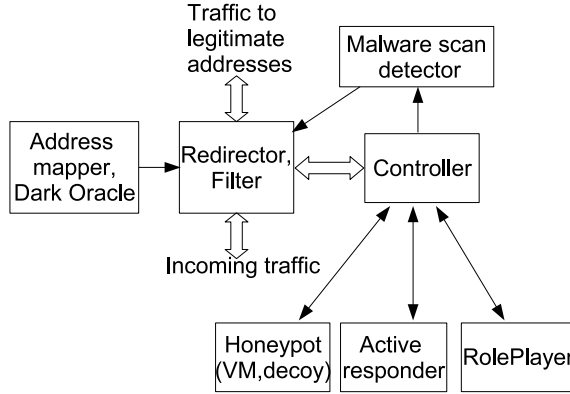 Traffic to
legitimate
addresses
Malware scan
detector
Address
mapper,
Dark Oracle
Redirector,
Filter
Controller
Incoming traffic
Honeypot
(VM,decoy)
Active
responder
RolePlayer